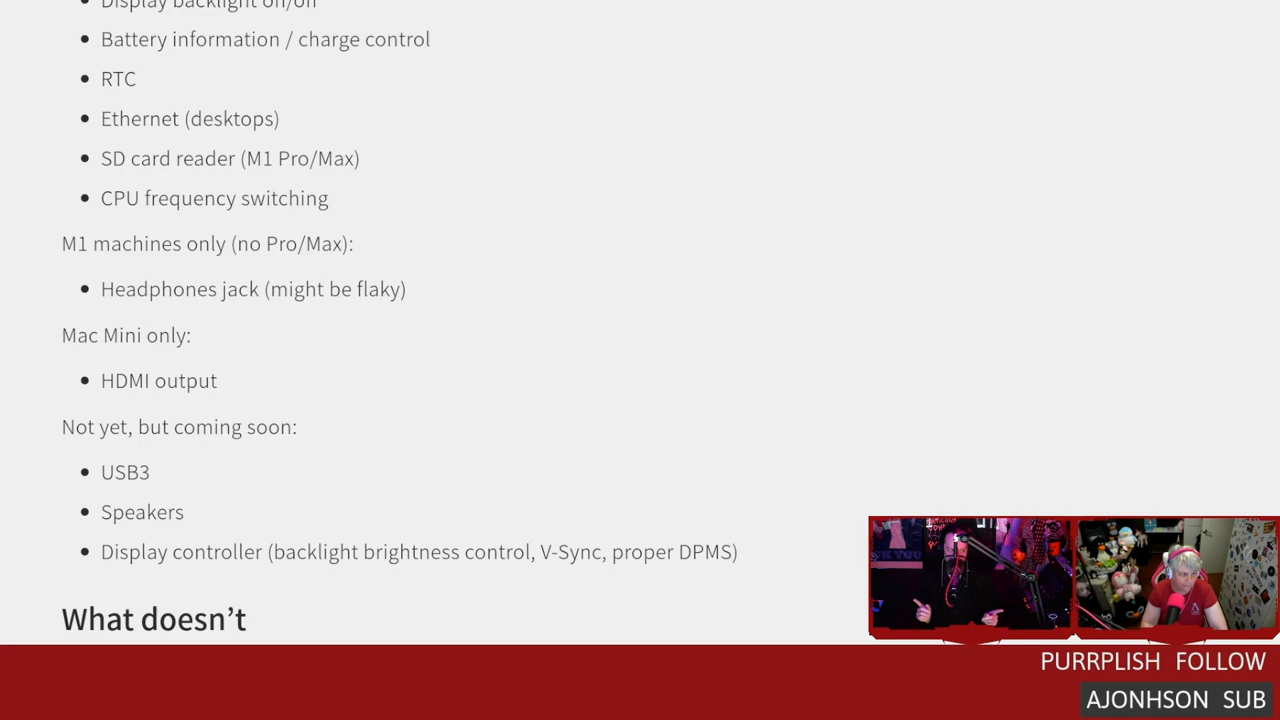 Display backlight on/off
Battery information / charge control
RTC
Ethernet (desktops)
SD card reader (M1 Pro/Max)
CPU frequency switching
M1 machines only (no Pro/Max):
Headphones jack (might be flaky)
Mac Mini only:
HDMI output
Not yet, but coming soon:
USB3
Speakers
Display controller (backlight brightness control, V-Sync, proper DPMS)
What doesn’t
PURRPLISH FOLLOW
AJONHSON SUB